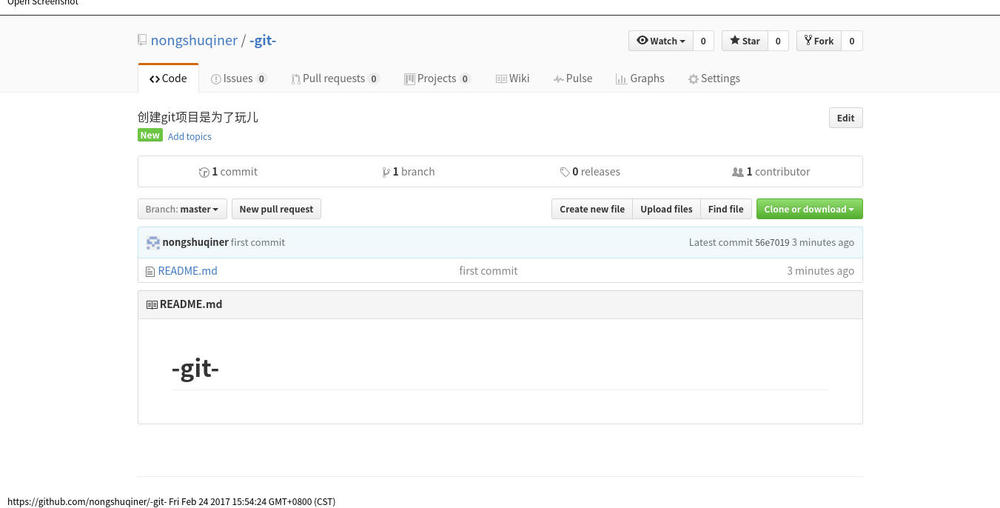 Open Screenshot
nongshuqiner / -git-
Watch 0 Star 0 Fork 0
Code Issues 0 Pull requests 0 Projects 0 Wiki Pulse Graphs Settings
创建git项目是为了玩儿
Edit
New Add topics
1 commit 1 branch 0 releases 1 contributor
Branch: master New pull request Create new file Upload files Find file Clone or download
nongshuqiner first commit Latest commit 56e7019 3 minutes ago
README.md first commit 3 minutes ago
README.md
-git-
https://github.com/nongshuqiner/-git- Fri Feb 24 2017 15:54:24 GMT+0800 (CST)